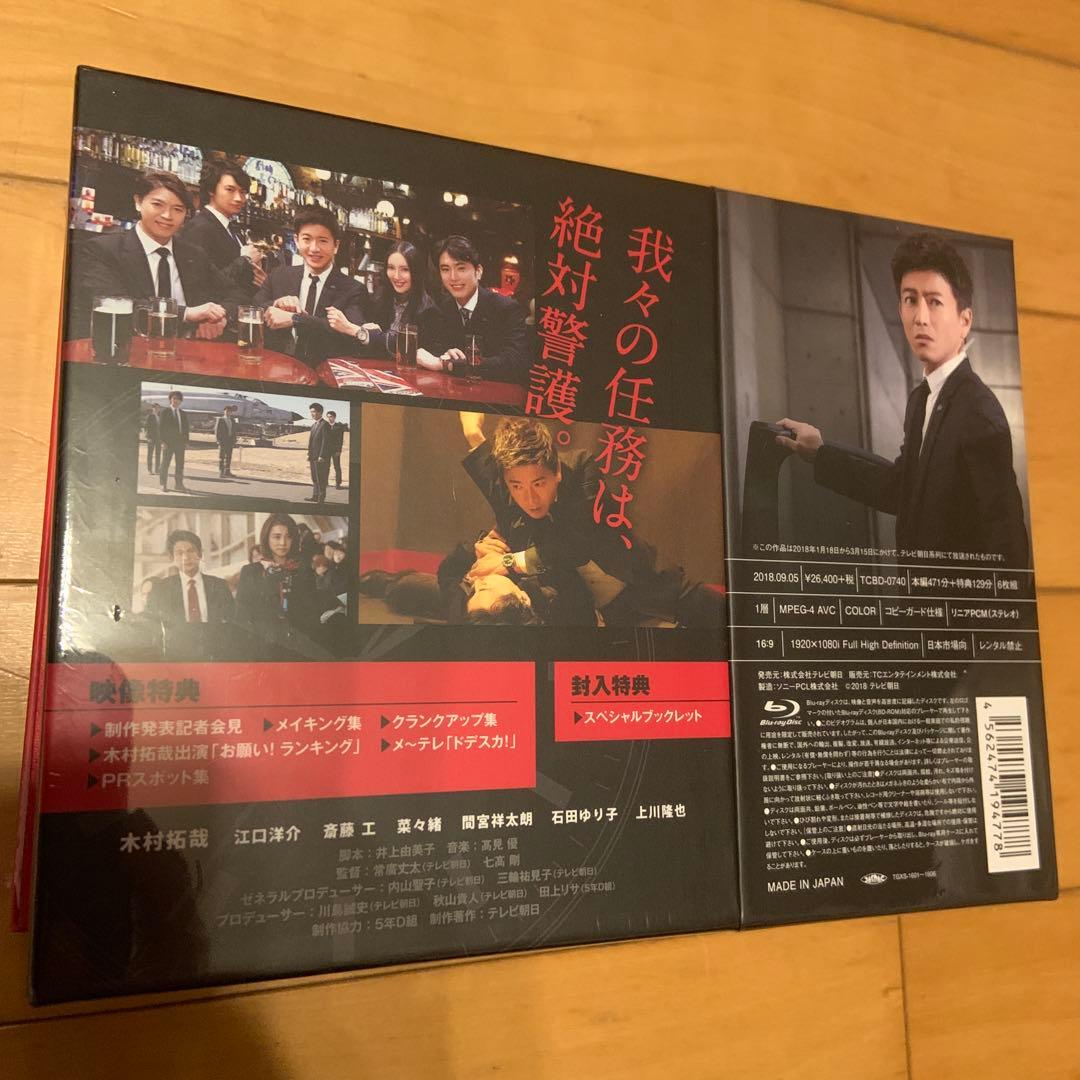 我々の任務は、
絶対警護。
映像特典
▶制作発表記者会見 ▶メイキング集 ▶クランクアップ集
▶木村拓哉出演「お願い!ランキング」 ▶メ～テレ「ドデスカ!」
▶PRスポット集
封入特典
▶スペシャルブックレット
木村拓哉 江口洋介 斎藤 工 菜々緒 間宮祥太朗 石田ゆり子 上川隆也
脚本：井上由美子 音楽：髙見 優
監督：常廣丈太(テレビ朝日) 七髙 剛
ゼネラルプロデューサー：内山聖子(テレビ朝日) 三輪祐見子(テレビ朝日)
プロデューサー：川島誠史(テレビ朝日) 秋山貴人(テレビ朝日) 田上リサ(5年D組)
制作協力：5年D組 制作著作：テレビ朝日
※この作品は2018年1月18日から3月15日にかけて、テレビ朝日系列にて放送されたものです。
2018.09.05 ¥26,400+税 TCBD-0740 本編471分+特典129分 6枚組
1層 MPEG-4 AVC COLOR コピーガード仕様 リニアPCM(ステレオ)
16:9 1920×1080i Full High Definition 日本市場向 レンタル禁止
発売元：株式会社テレビ朝日 販売元：TCエンタテインメント株式会社
製造：ソニーPCL株式会社 ©2018 テレビ朝日
Blu-ray Disc
4562474194778
MADE IN JAPAN
TGXS-1601~1606